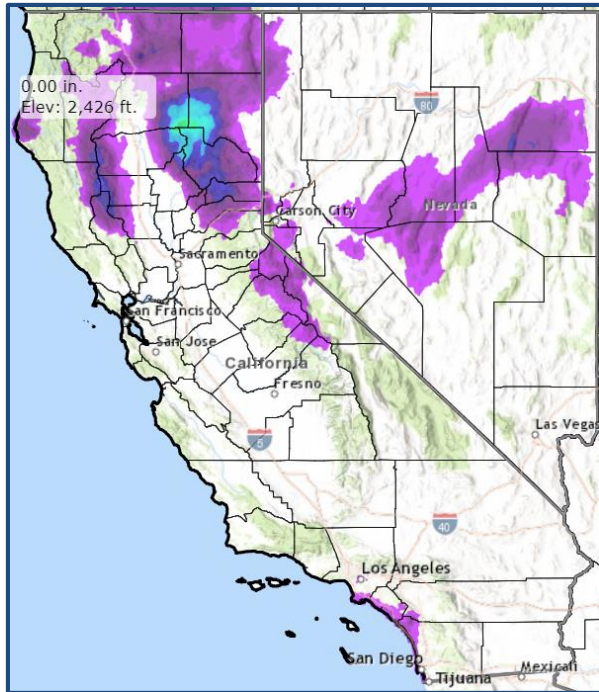 0.00 in.
Elev: 2,426 ft.
80
Carson City
Nevada
Sacramento
San Francisco
San Jose
California
Fresno
Las Vegas
5
40
Los Angeles
San Diego
Tijuana
Mexicali